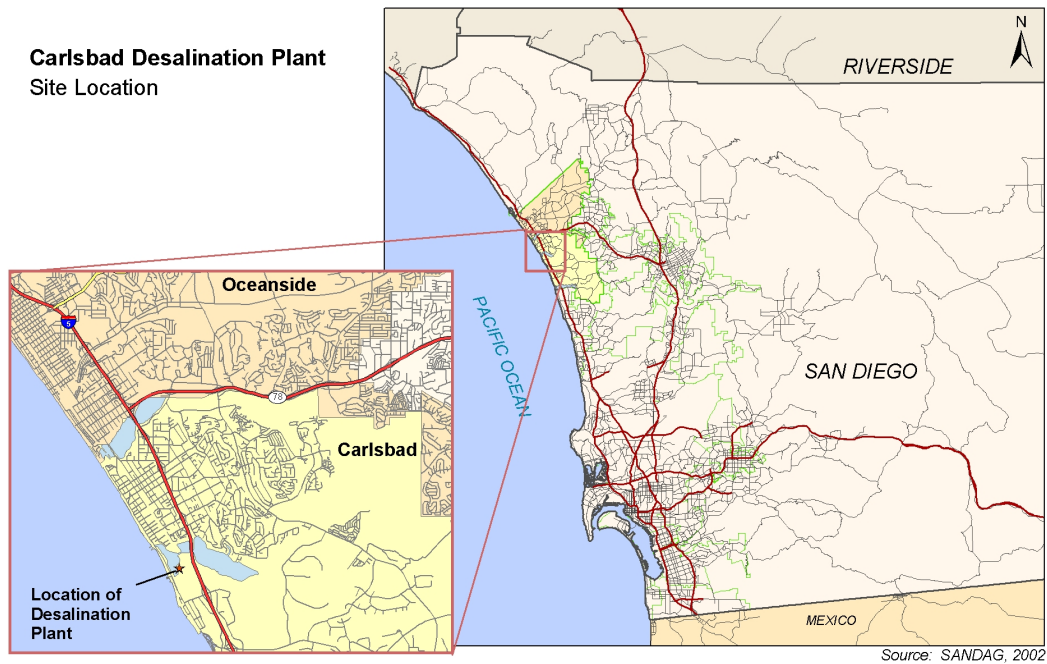 Carlsbad Desalination Plant
Site Location
N
RIVERSIDE
Oceanside
5
PACIFIC OCEAN
SAN DIEGO
78
Carlsbad
Location of
Desalination
Plant
MEXICO
Source: SANDAG, 2002